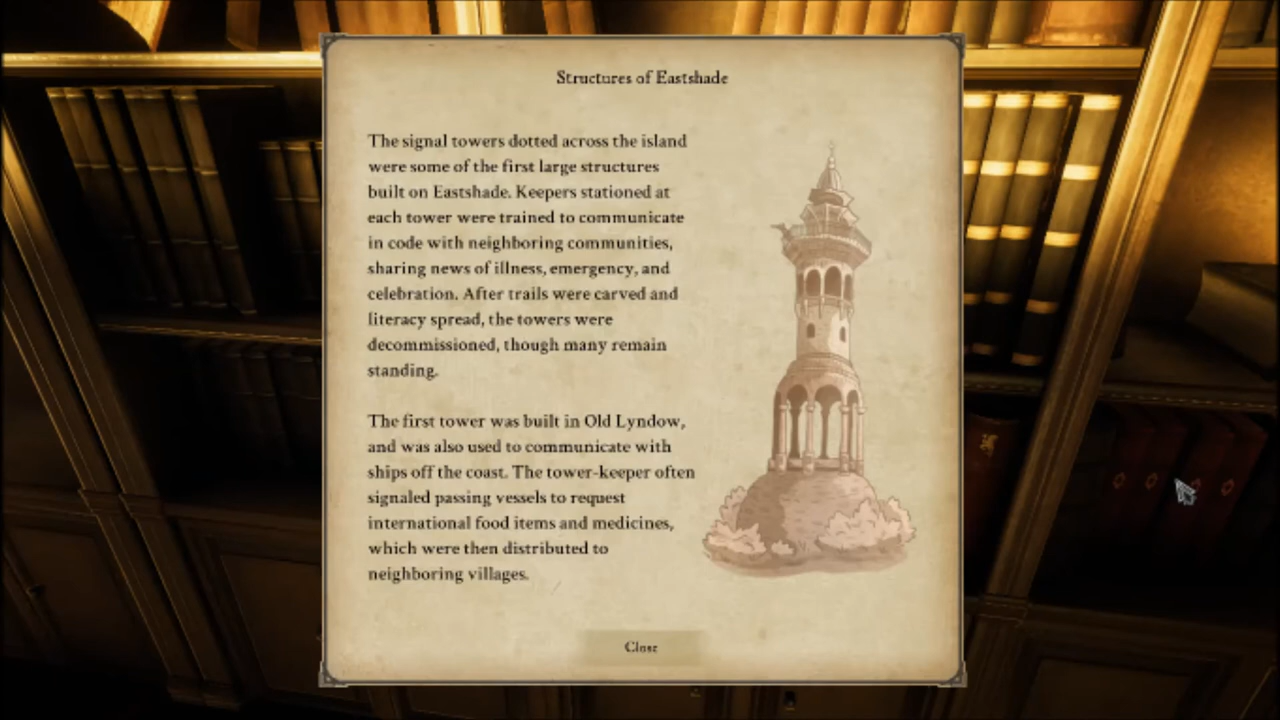 Structures of Eastshade
The signal towers dotted across the island
were some of the first large structures
built on Eastshade. Keepers stationed at
each tower were trained to communicate
in code with neighboring communities,
sharing news of illness, emergency, and
celebration. After trails were carved and
literacy spread, the towers were
decommissioned, though many remain
standing.
The first tower was built in Old Lyndow,
and was also used to communicate with
ships off the coast. The tower-keeper often
signaled passing vessels to request
international food items and medicines,
which were then distributed to
neighboring villages.
Close